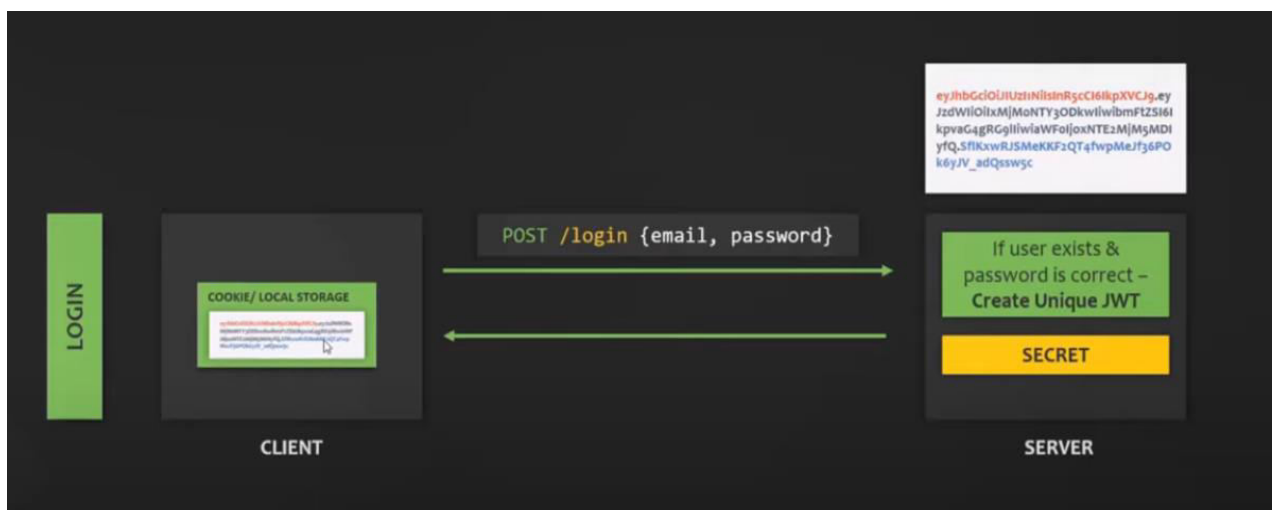 eyJhbGciOiJIUzI1NiIsInR5cCI6IkpXVCJ9.ey
JzdWIiOiIxMjM0NTY3ODkwIiwibmFtZSI6I
kpvaG4gRG9lIiwiaWF0IjoxNTE2MjM5MDI
yfQ.SflKxwRJSMeKKF2QT4fwpMeJf36PO
k6yJV_adQssw5c
POST /login {email, password}
LOGIN
COOKIE/ LOCAL STORAGE
If user exists &
password is correct –
Create Unique JWT
SECRET
CLIENT
SERVER